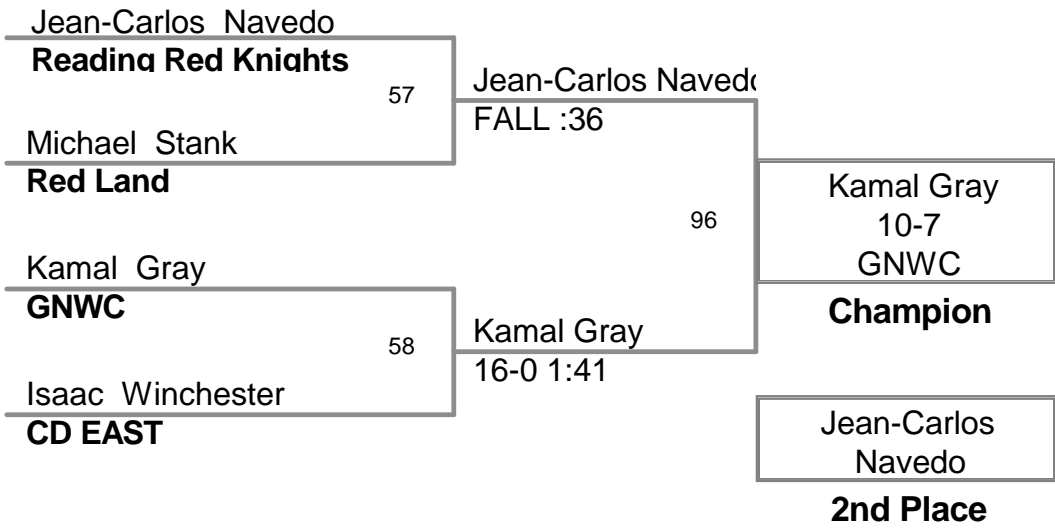 Jean-Carlos Navedo
Reading Red Knights
57
Michael Stank
Red Land
Kamal Gray
GNWC
58
Isaac Winchester
CD EAST
Jean-Carlos Navedo
FALL :36
96
Kamal Gray
16-0 1:41
Kamal Gray
10-7
GNWC
Champion
Jean-Carlos
Navedo
2nd Place